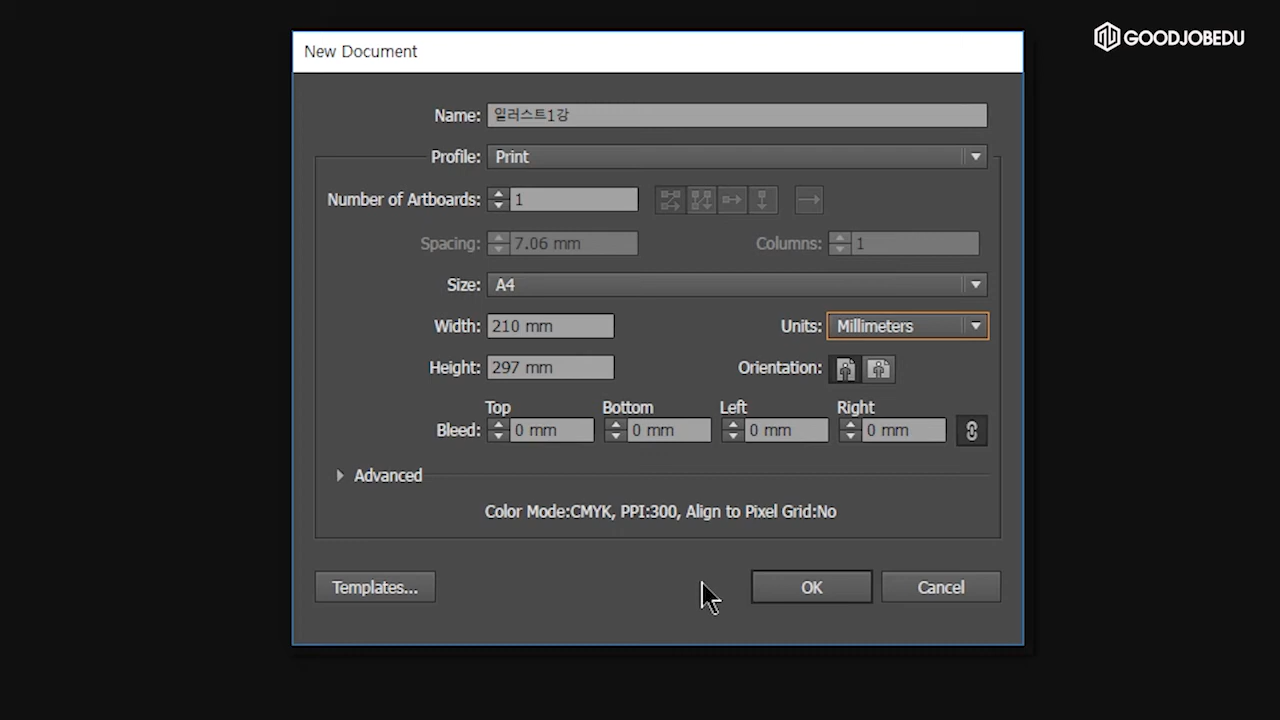 GOODJOBEDU
New Document
Name: 일러스트1강
Profile: Print
Number of Artboards: 1
Spacing: 7.06 mm Columns: 1
Size: A4
Width: 210 mm Units: Millimeters
Height: 297 mm Orientation:
Top Bottom Left Right
Bleed: 0 mm 0 mm 0 mm 0 mm
Advanced
Color Mode:CMYK, PPI:300, Align to Pixel Grid:No
Templates... OK Cancel